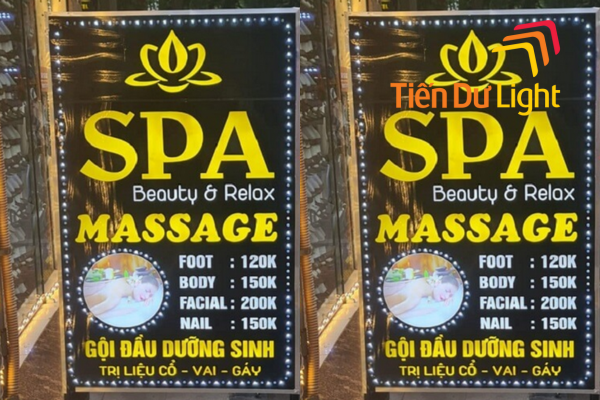 SPA
Beauty & Relax
MASSAGE
FOOT : 120K
BODY : 150K
FACIAL : 200K
NAIL : 150K
GỘI ĐẦU DƯỠNG SINH
TRỊ LIỆU CỔ - VAI - GÁY
Tiến Dư Light
SPA
Beauty & Relax
MASSAGE
FOOT : 120K
BODY : 150K
FACIAL : 200K
NAIL : 150K
GỘI ĐẦU DƯỠNG SINH
TRỊ LIỆU CỔ - VAI - GÁY